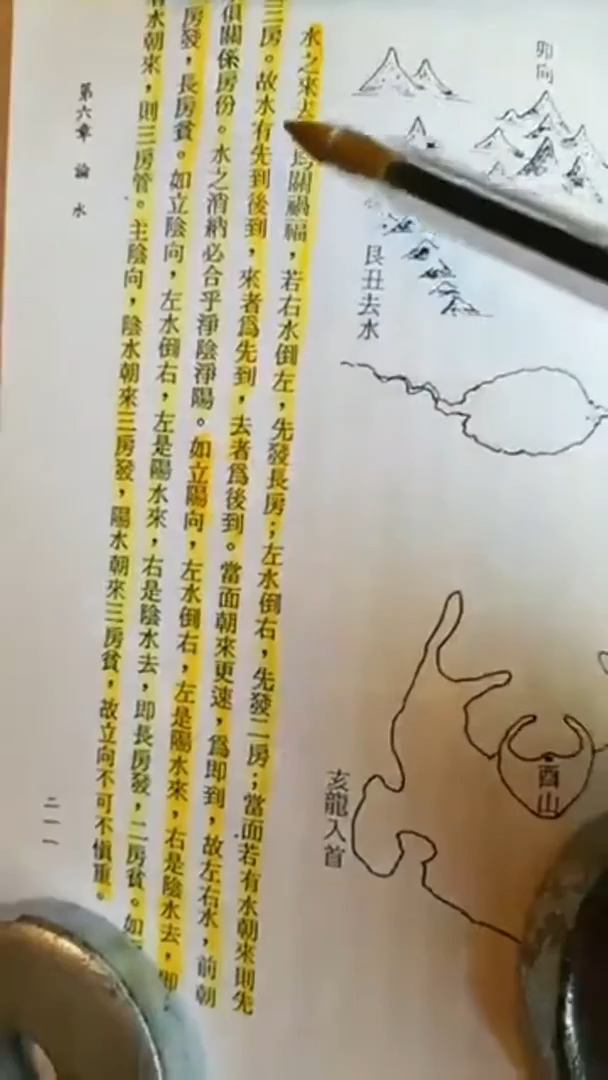 卯向
艮丑去水
酉山
亥龍入首
水之來去關禍福，若右水倒左，先發長房；左水倒右，先發二房；當面若有水朝來則先
三房。故水有先到後到，來者爲先到，去者爲後到。當面朝來更速，爲即到，故左右水，前朝
俱關係房份。水之消納必合乎淨陰淨陽。如立陽向，左水倒右，左是陽水來，右是陰水去，即
房發，長房貧。如立陰向，左水倒右，左是陽水來，右是陰水去，即長房發，二房貧。如
水朝來，則三房管。主陰向，陰水朝來三房發，陽水朝來三房貧，故立向不可不慎重。
第六章 論水
二一一